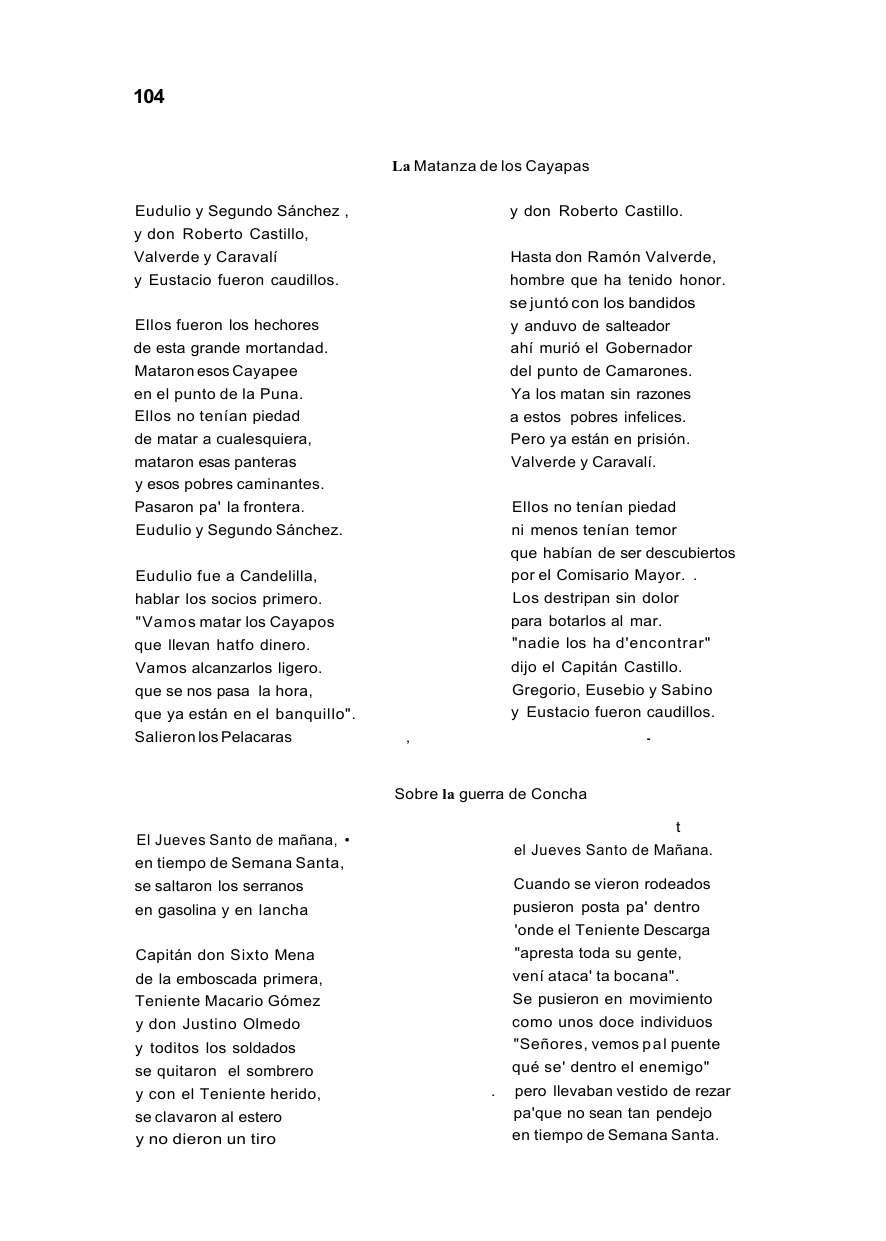 104
La Matanza de los Cayapas
Eudulio y Segundo Sánchez ,
y don Roberto Castillo,
Valverde y Caravalí
y Eustacio fueron caudillos.
Ellos fueron los hechores
de esta grande mortandad.
Mataron esos Cayapee
en el punto de la Puna.
Ellos no tenían piedad
de matar a cualesquiera,
mataron esas panteras
y esos pobres caminantes.
Pasaron pa' la frontera.
Eudulio y Segundo Sánchez.
Eudulio fue a Candelilla,
hablar los socios primero.
"Vamos matar los Cayapos
que llevan hatfo dinero.
Vamos alcanzarlos ligero.
que se nos pasa la hora,
que ya están en el banquillo".
Salieron los Pelacaras
y don Roberto Castillo.
Hasta don Ramón Valverde,
hombre que ha tenido honor.
se juntó con los bandidos
y anduvo de salteador
ahí murió el Gobernador
del punto de Camarones.
Ya los matan sin razones
a estos pobres infelices.
Pero ya están en prisión.
Valverde y Caravalí.
Ellos no tenían piedad
ni menos tenían temor
que habían de ser descubiertos
por el Comisario Mayor. .
Los destripan sin dolor
para botarlos al mar.
"nadie los ha d'encontrar"
dijo el Capitán Castillo.
Gregorio, Eusebio y Sabino
y Eustacio fueron caudillos.
, -
Sobre la guerra de Concha
El Jueves Santo de mañana, •
en tiempo de Semana Santa,
se saltaron los serranos
en gasolina y en lancha
Capitán don Sixto Mena
de la emboscada primera,
Teniente Macario Gómez
y don Justino Olmedo
y toditos los soldados
se quitaron el sombrero
y con el Teniente herido,
se clavaron al estero
y no dieron un tiro
t
el Jueves Santo de Mañana.
Cuando se vieron rodeados
pusieron posta pa' dentro
'onde el Teniente Descarga
"apresta toda su gente,
vení ataca' ta bocana".
Se pusieron en movimiento
como unos doce individuos
"Señores, vemos pal puente
qué se' dentro el enemigo"
. pero llevaban vestido de rezar
pa'que no sean tan pendejo
en tiempo de Semana Santa.